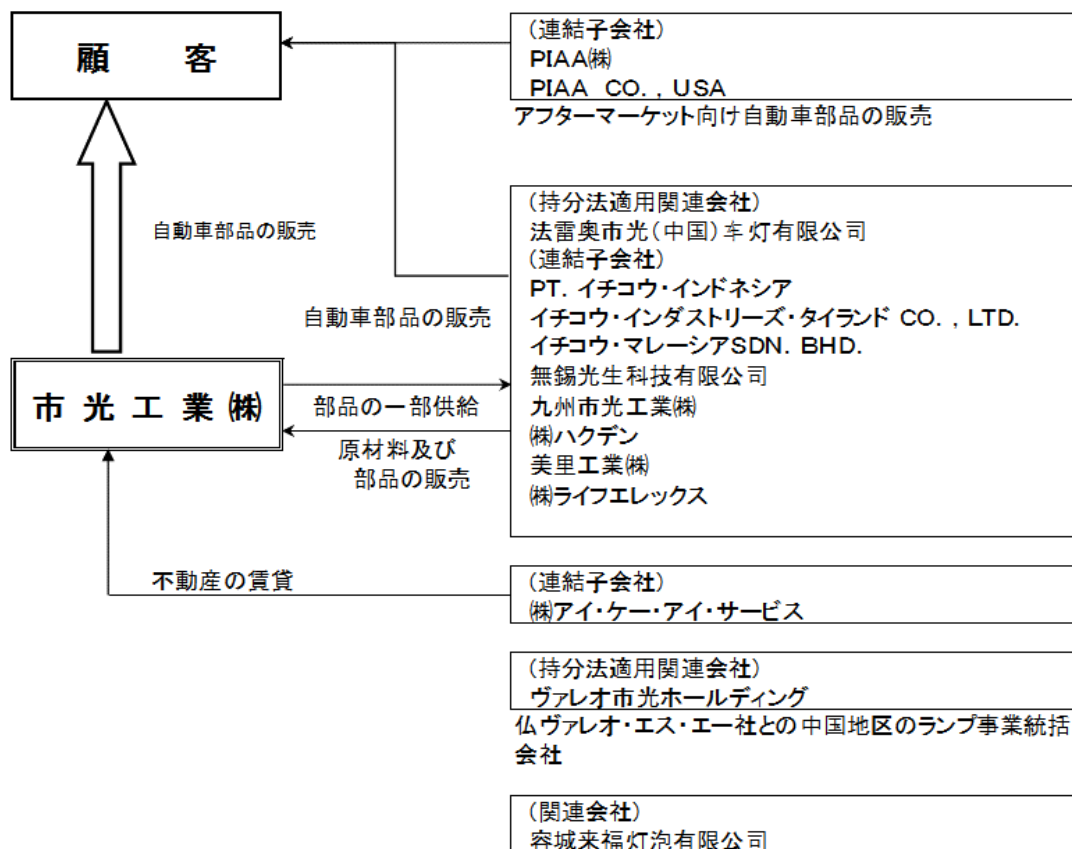 顧 客
(連結子会社)
PIAA㈱
PIAA CO., USA
アフターマーケット向け自動車部品の販売
自動車部品の販売
(持分法適用関連会社)
法雷奥市光(中国)车灯有限公司
(連結子会社)
PT. イチコウ・インドネシア
イチコウ・インダストリーズ・タイランド CO., LTD.
イチコウ・マレーシアSDN. BHD.
無錫光生科技有限公司
九州市光工業㈱
㈱ハクデン
美里工業㈱
㈱ライフエレックス
自動車部品の販売
市 光 工 業 ㈱
部品の一部供給
原材料及び
部品の販売
不動産の賃貸
(連結子会社)
㈱アイ・ケー・アイ・サービス
(持分法適用関連会社)
ヴァレオ市光ホールディング
仏ヴァレオ・エス・エー社との中国地区のランプ事業統括
会社
(関連会社)
容城来福灯泡有限公司